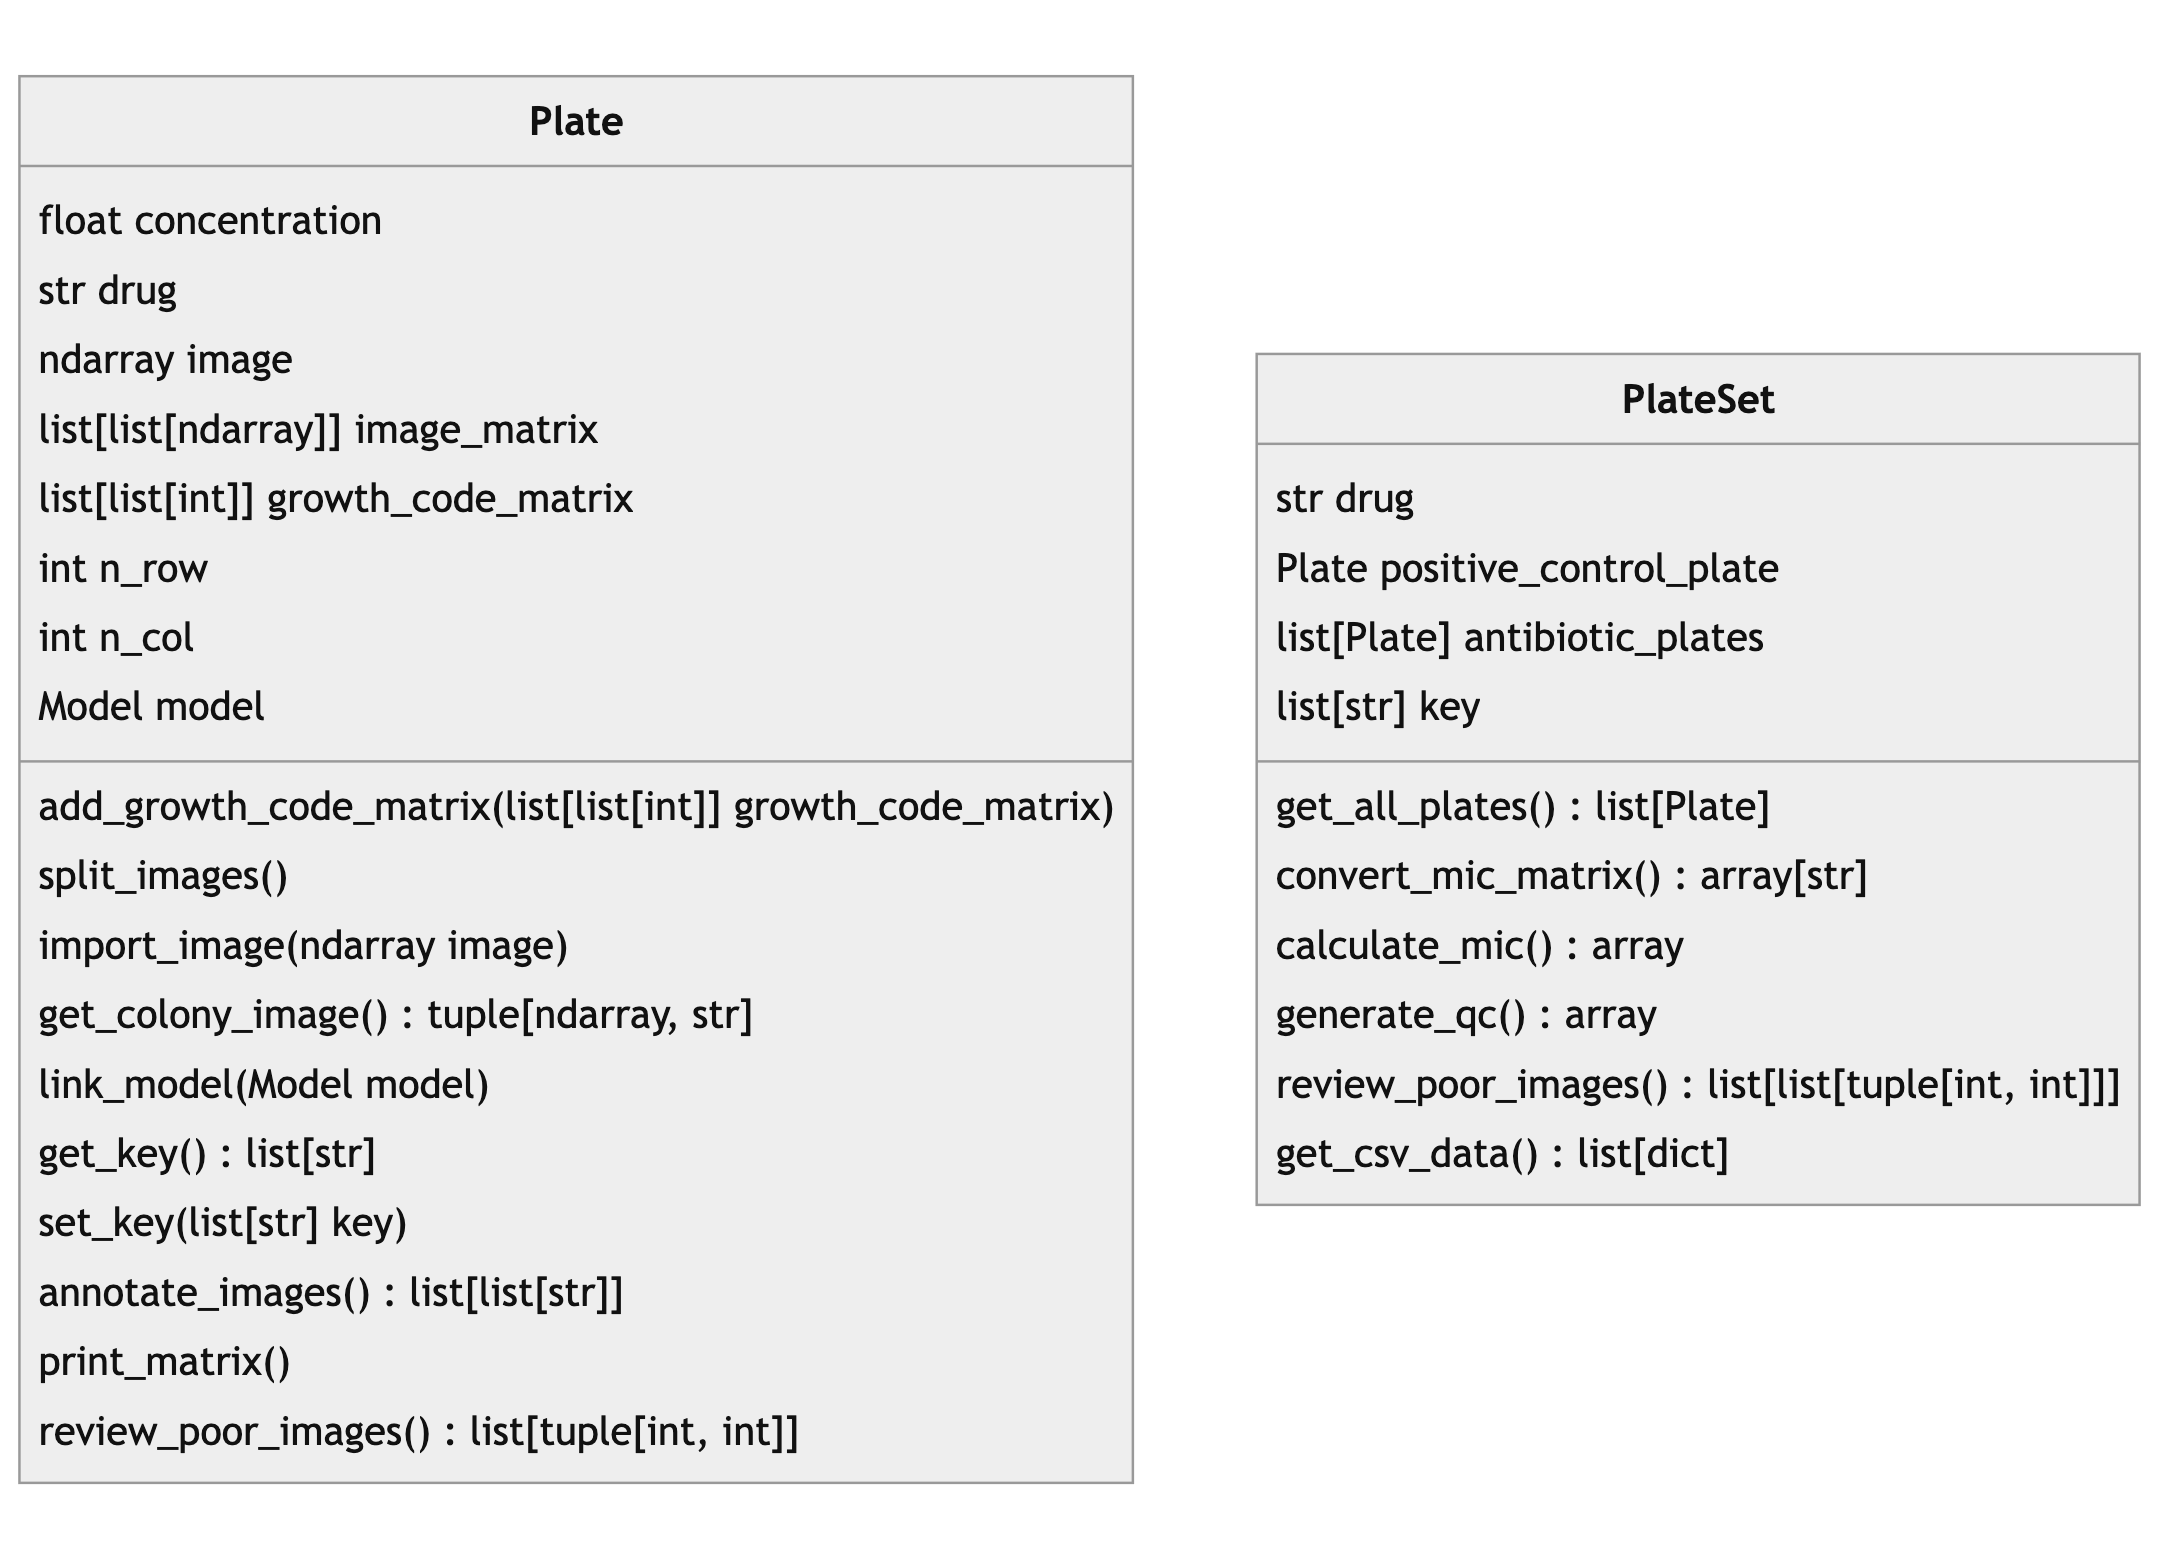 Plate
float concentration
str drug
ndarray image
list[list[ndarray]] image_matrix
list[list[int]] growth_code_matrix
int n_row
int n_col
Model model
add_growth_code_matrix(list[list[int]] growth_code_matrix)
split_images()
import_image(ndarray image)
get_colony_image() : tuple[ndarray, str]
link_model(Model model)
get_key() : list[str]
set_key(list[str] key)
annotate_images() : list[list[str]]
print_matrix()
review_poor_images() : list[tuple[int, int]]
PlateSet
str drug
Plate positive_control_plate
list[Plate] antibiotic_plates
list[str] key
get_all_plates() : list[Plate]
convert_mic_matrix() : array[str]
calculate_mic() : array
generate_qc() : array
review_poor_images() : list[list[tuple[int, int]]]
get_csv_data() : list[dict]